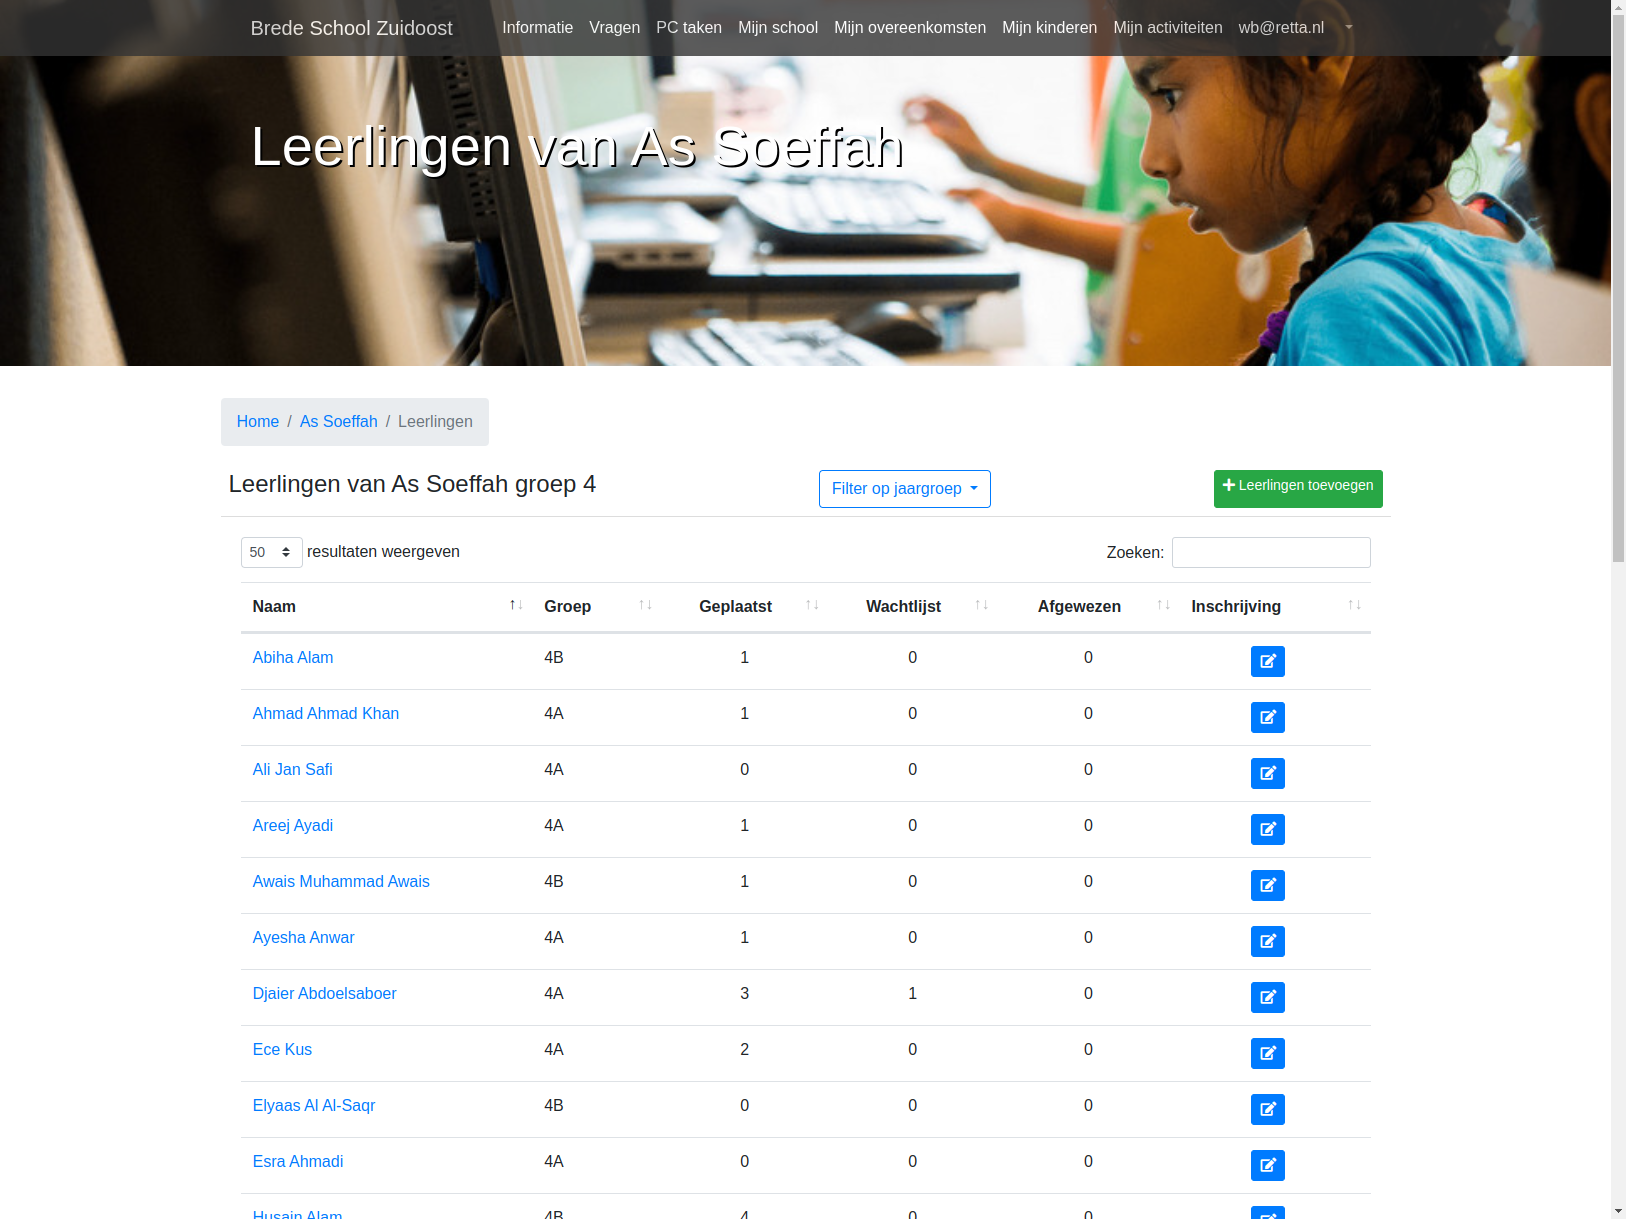 Brede School Zuidoost Informatie Vragen PC taken Mijn school Mijn overeenkomsten Mijn kinderen Mijn activiteiten wb@retta.nl
Leerlingen van As Soeffah
Home / As Soeffah / Leerlingen
Leerlingen van As Soeffah groep 4 Filter op jaargroep Leerlingen toevoegen
50 resultaten weergeven Zoeken:
Naam Groep Geplaatst Wachtlijst Afgewezen Inschrijving
Abiha Alam 4B 1 0 0
Ahmad Ahmad Khan 4A 1 0 0
Ali Jan Safi 4A 0 0 0
Areej Ayadi 4A 1 0 0
Awais Muhammad Awais 4B 1 0 0
Ayesha Anwar 4A 1 0 0
Djaier Abdoelsaboer 4A 3 1 0
Ece Kus 4A 2 0 0
Elyaas Al Al-Saqr 4B 0 0 0
Esra Ahmadi 4A 0 0 0
Husain Alam 4B 4 0 0